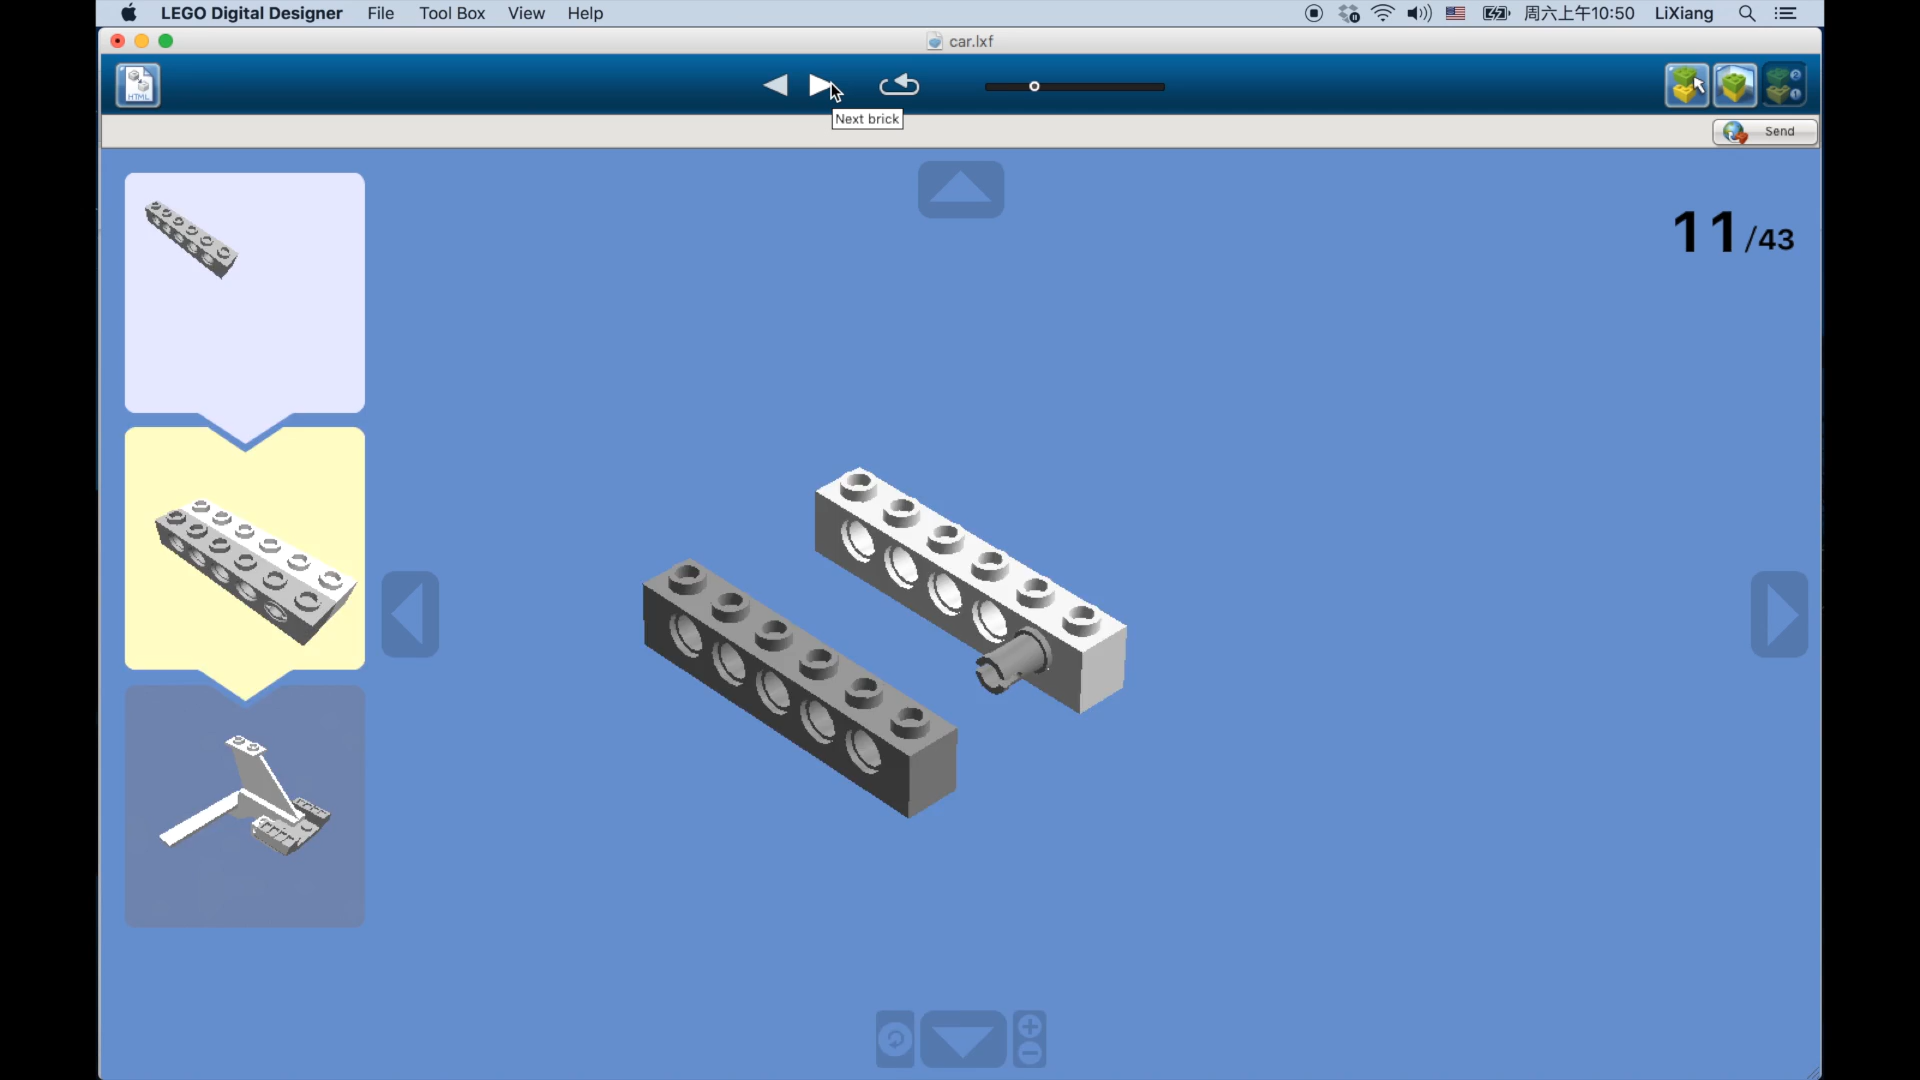 LEGO Digital Designer File Tool Box View Help 周六上午10:50 LiXiang
car.lxf
HTML
Next brick
Send
11/43